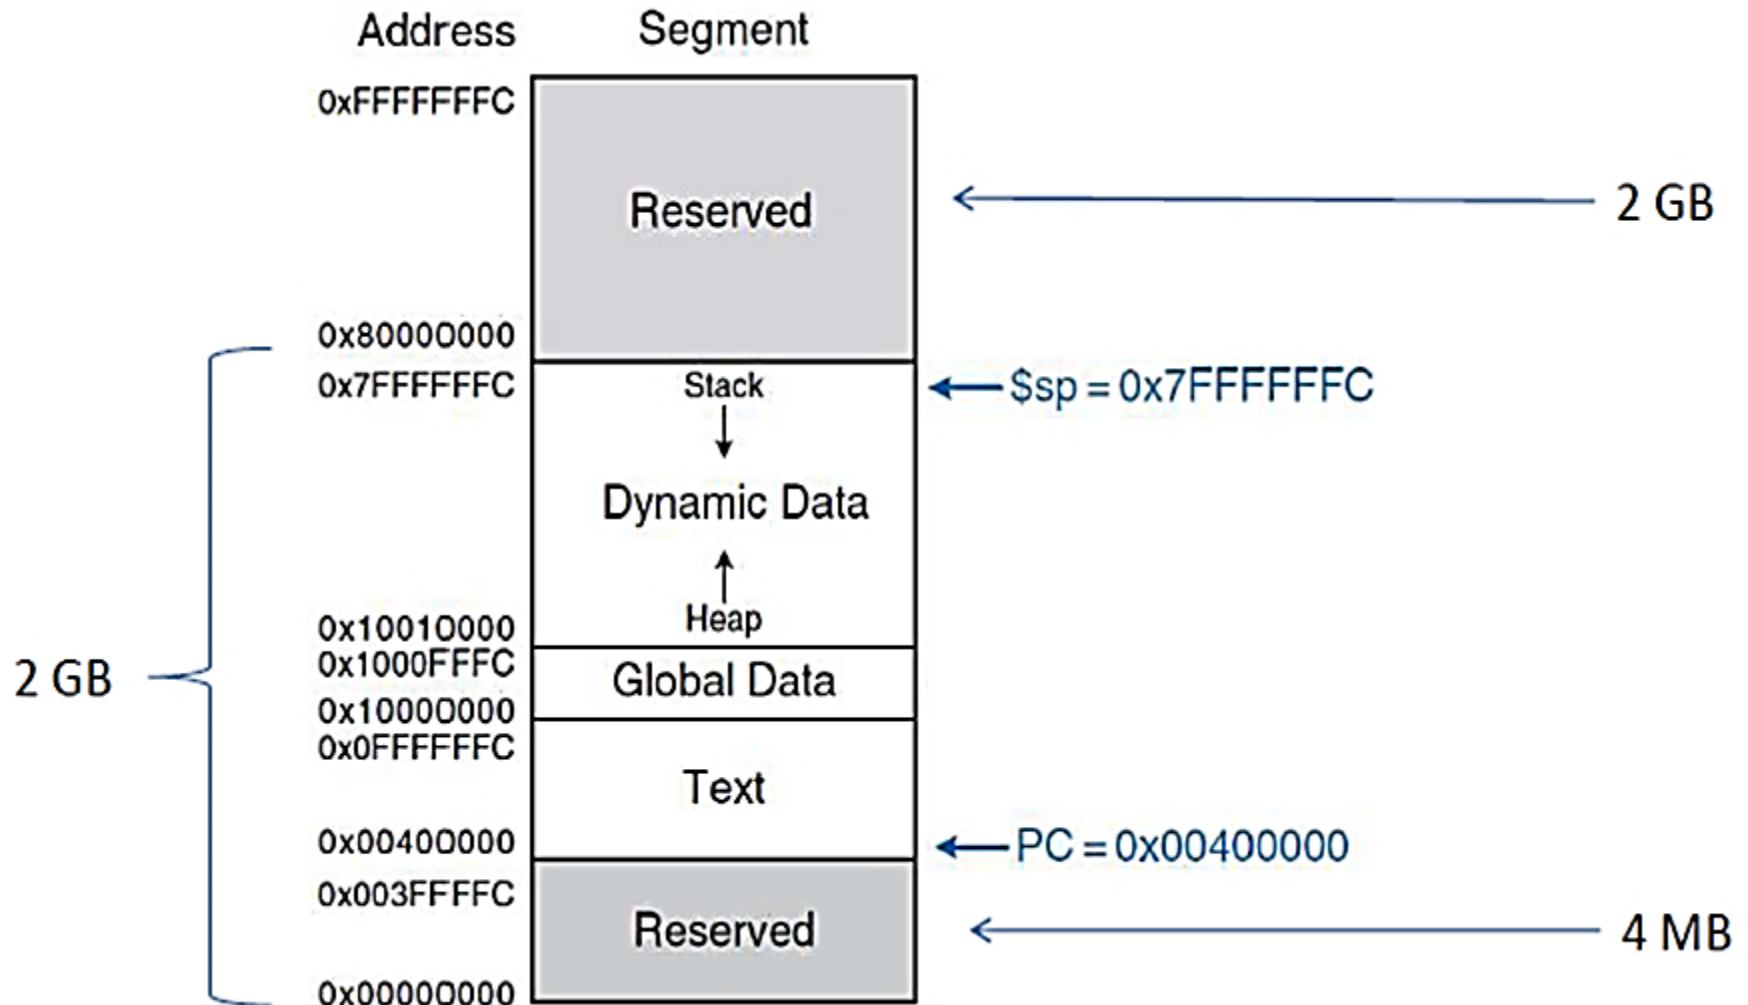 Address Segment
0xFFFFFFFC
Reserved
2 GB
0x80000000
0x7FFFFFFC
Stack
$sp = 0x7FFFFFFC
Dynamic Data
Heap
0x10010000
0x1000FFFC
2 GB
Global Data
0x10000000
0x0FFFFFFC
Text
0x00400000
PC = 0x00400000
0x003FFFFC
Reserved
4 MB
0x00000000